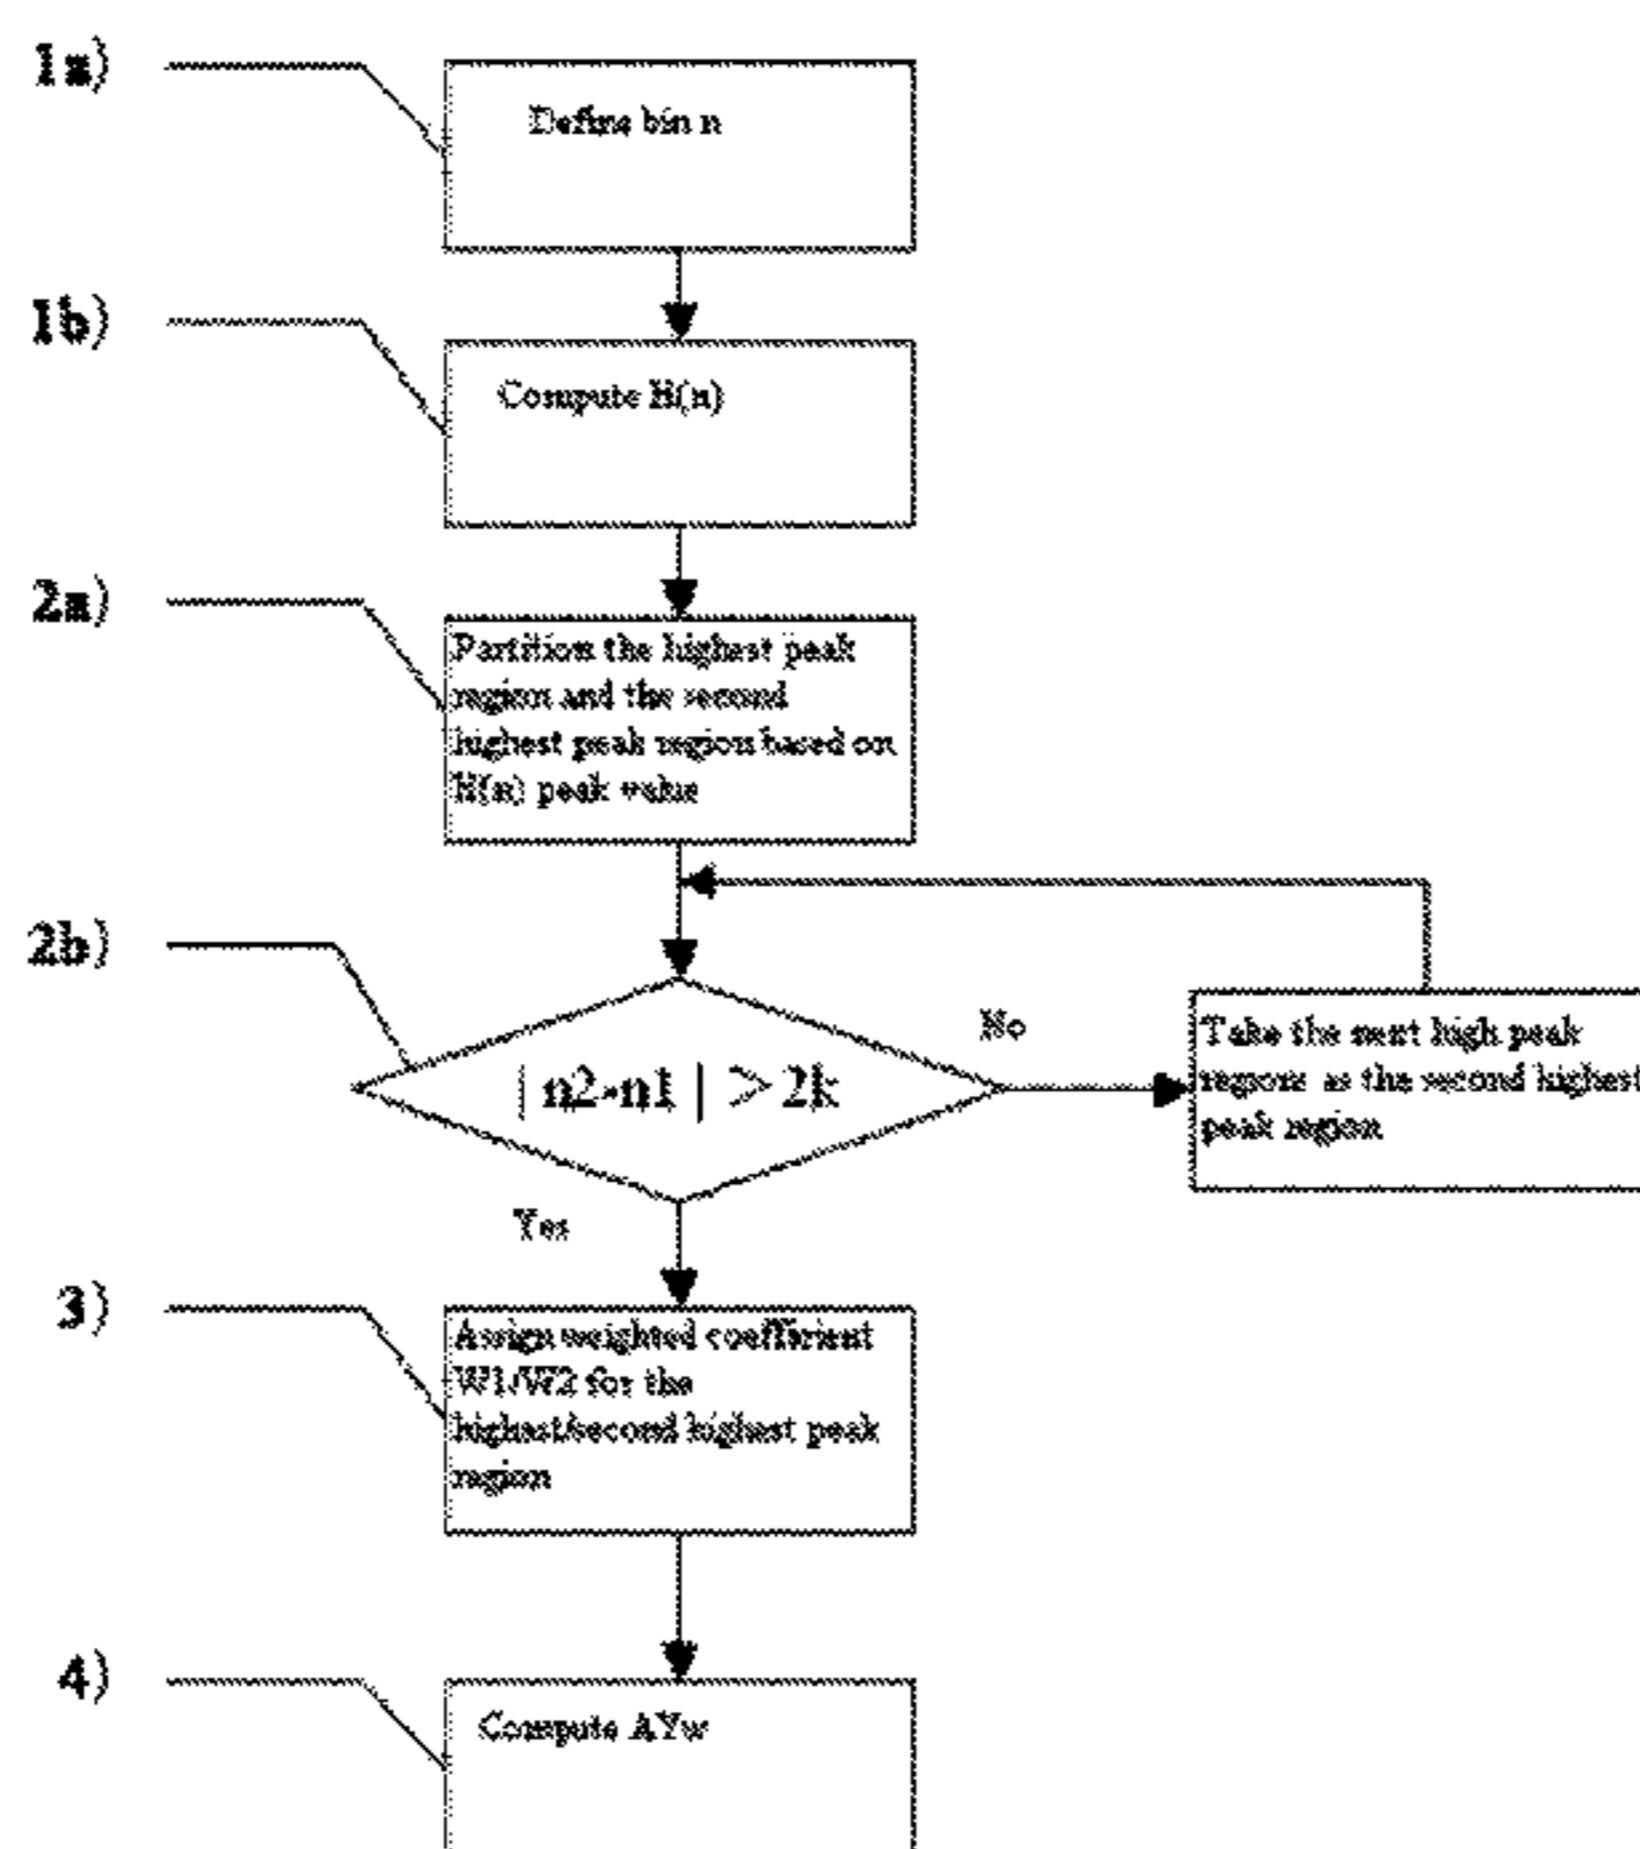 1a)
Define bin n
1b)
Compute H(n)
2a)
Partition the highest peak
region and the second
highest peak region based on
H(n) peak value
2b)
| n2-n1 | > 2k
No
Take the next high peak
regions as the second highest
peak region
Yes
3)
Assign weighted coefficient
W1/W2 for the
highest/second highest peak
region
4)
Compute AYw